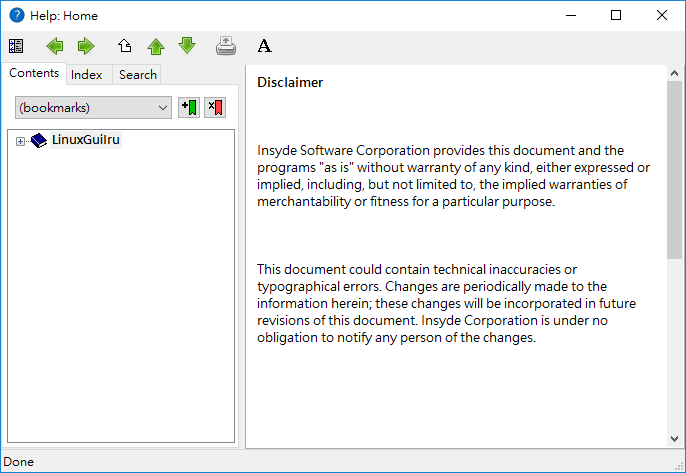 Help: Home
A
Contents
Index
Search
(bookmarks)
LinuxGuiIru
Disclaimer
Insyde Software Corporation provides this document and the
programs "as is" without warranty of any kind, either expressed or
implied, including, but not limited to, the implied warranties of
merchantability or fitness for a particular purpose.
This document could contain technical inaccuracies or
typographical errors. Changes are periodically made to the
information herein; these changes will be incorporated in future
revisions of this document. Insyde Corporation is under no
obligation to notify any person of the changes.
Done